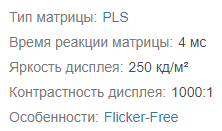 Тип матрицы: PLS
Время реакции матрицы: 4 мс
Яркость дисплея: 250 кд/м²
Контрастность дисплея: 1000:1
Особенности: Flicker-Free